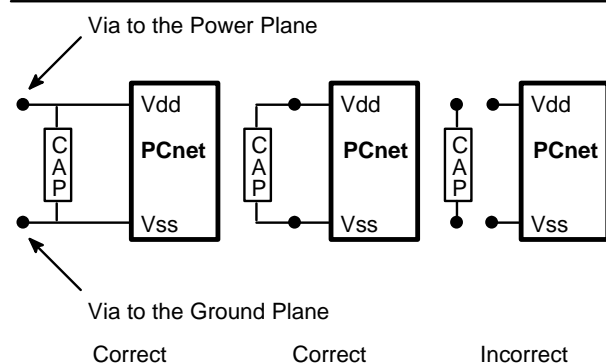 Via to the Power Plane
Vdd
PCnet
Vss
CAP
Vdd
PCnet
Vss
CAP
Vdd
PCnet
Vss
CAP
Via to the Ground Plane
Correct
Correct
Incorrect